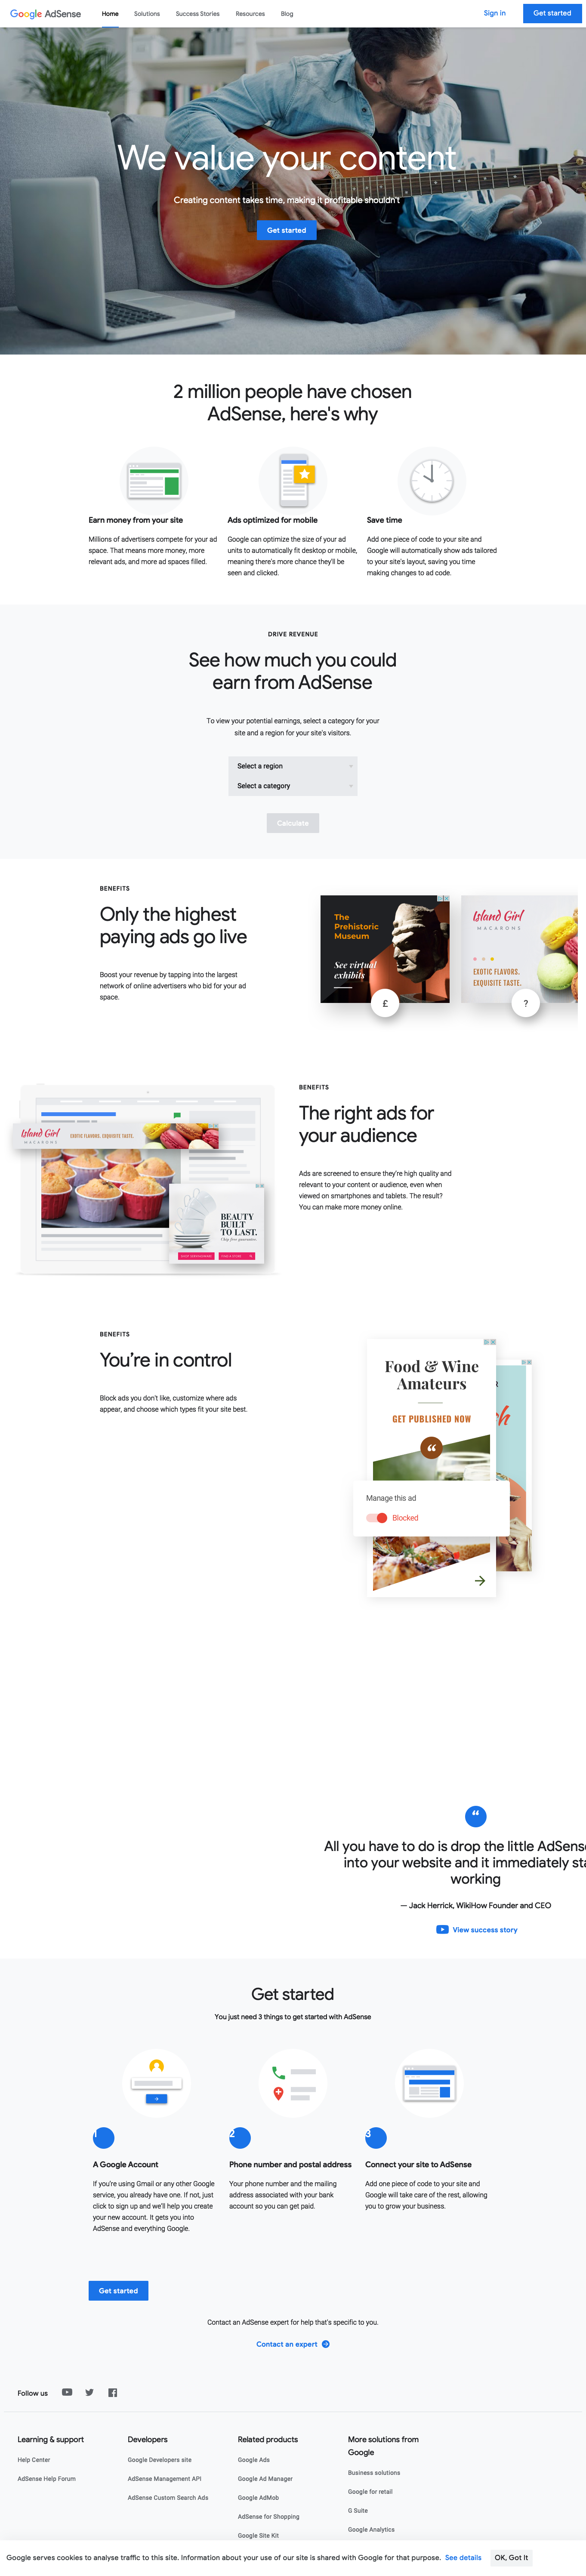 Google AdSense
Home
Solutions
Success Stories
Resources
Blog
Sign in
Get started
We value your content
Creating content takes time, making it profitable shouldn't
Get started
2 million people have chosen
AdSense, here's why
Earn money from your site
Millions of advertisers compete for your ad
space. That means more money, more
relevant ads, and more ad spaces filled.
Ads optimized for mobile
Google can optimize the size of your ad
units to automatically fit desktop or mobile,
meaning there's more chance they'll be
seen and clicked.
Save time
Add one piece of code to your site and
Google will automatically show ads tailored
to your site's layout, saving you time
making changes to ad code.
DRIVE REVENUE
See how much you could
earn from AdSense
To view your potential earnings, select a category for your
site and a region for your site's visitors.
Select a region
Select a category
Calculate
BENEFITS
Only the highest
paying ads go live
Boost your revenue by tapping into the largest
network of online advertisers who bid for your ad
space.
The
Prehistoric
Museum
See virtual
exhibits
£
Island Girl
MACARONS
EXOTIC FLAVORS.
EXQUISITE TASTE.
?
Island Girl
MACARONS
EXOTIC FLAVORS. EXQUISITE TASTE.
BEAUTY
BUILT
TO LAST.
Chip free guarantee.
BENEFITS
The right ads for
your audience
Ads are screened to ensure they're high quality and
relevant to your content or audience, even when
viewed on smartphones and tablets. The result?
You can make more money online.
BENEFITS
You're in control
Block ads you don't like, customize where ads
appear, and choose which types fit your site best.
Food & Wine
Amateurs
GET PUBLISHED NOW
Manage this ad
Blocked
All you have to do is drop the little AdSens
into your website and it immediately sta
working
— Jack Herrick, WikiHow Founder and CEO
View success story
Get started
You just need 3 things to get started with AdSense
1
A Google Account
If you're using Gmail or any other Google
service, you already have one. If not, just
click to sign up and we'll help you create
your new account. It gets you into
AdSense and everything Google.
2
Phone number and postal address
Your phone number and the mailing
address associated with your bank
account so you can get paid.
3
Connect your site to AdSense
Add one piece of code to your site and
Google will take care of the rest, allowing
you to grow your business.
Get started
Contact an AdSense expert for help that's specific to you.
Contact an expert
Follow us
Learning & support
Help Center
AdSense Help Forum
Developers
Google Developers site
AdSense Management API
AdSense Custom Search Ads
Related products
Google Ads
Google Ad Manager
Google AdMob
AdSense for Shopping
Google Site Kit
More solutions from
Google
Business solutions
Google for retail
G Suite
Google Analytics
Google serves cookies to analyse traffic to this site. Information about your use of our site is shared with Google for that purpose.
See details
OK, Got It